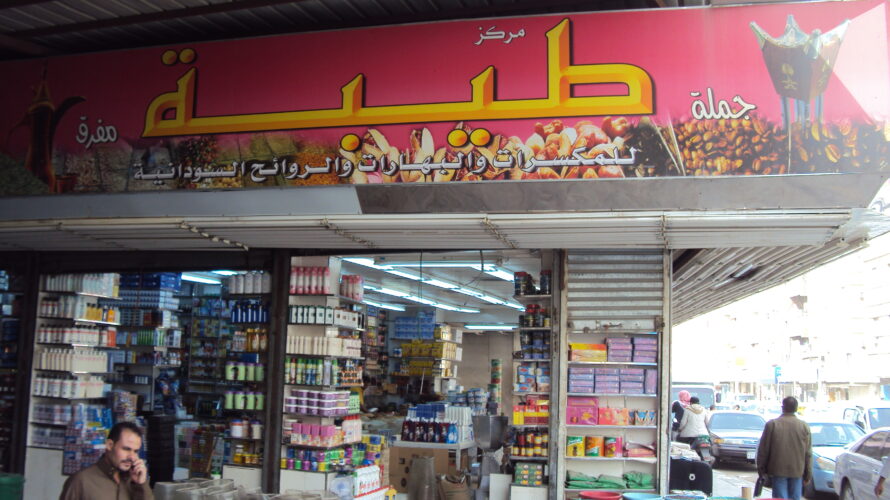 مركز
طيبة
جملة
مفرق
للمكسرات والبهارات والروائح السودانية